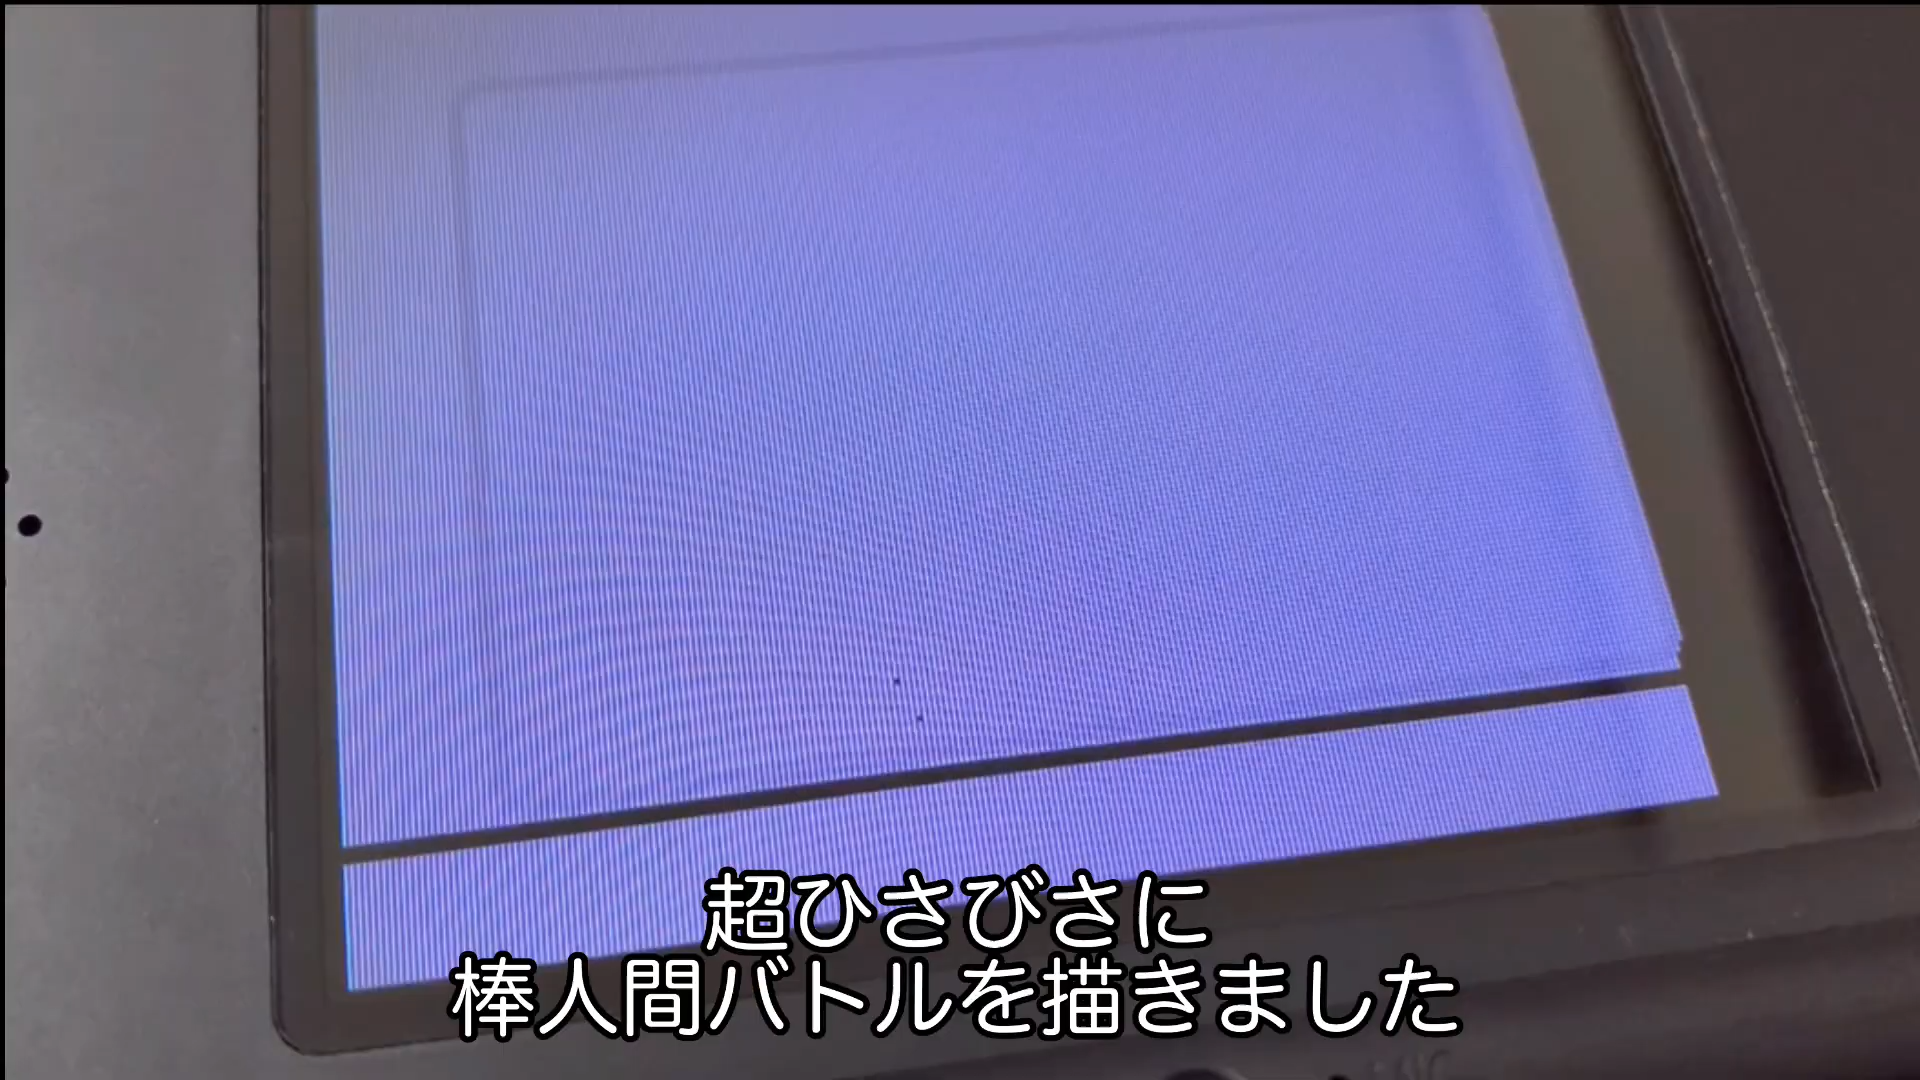 超ひさびさに
棒人間バトルを描きました